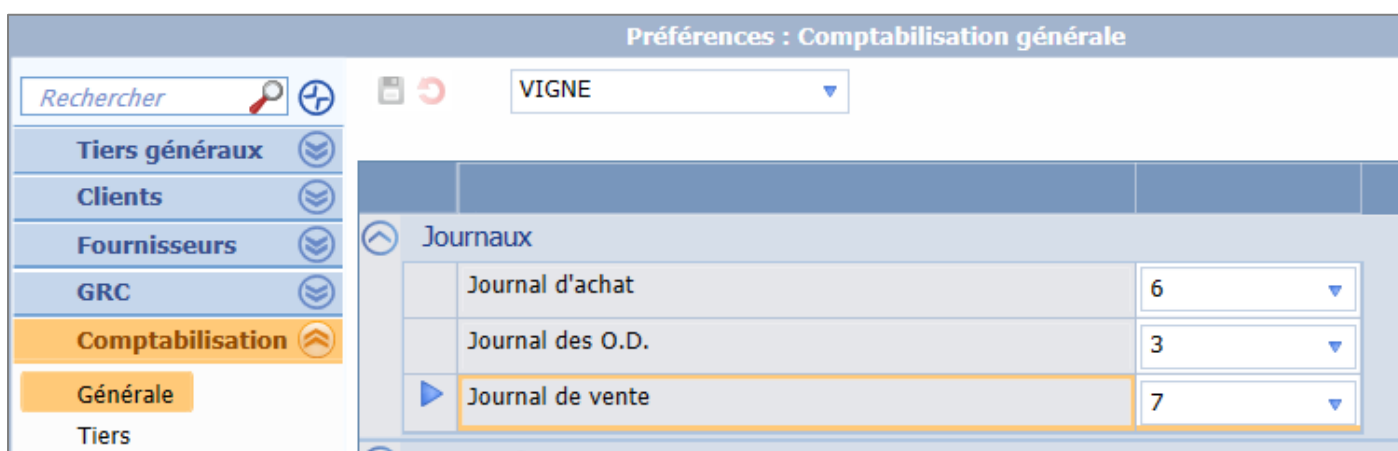 Préférences : Comptabilisation générale
Rechercher
VIGNE
Tiers généraux
Clients
Fournisseurs
GRC
Comptabilisation
Générale
Tiers
Journaux
Journal d'achat 6
Journal des O.D. 3
Journal de vente 7